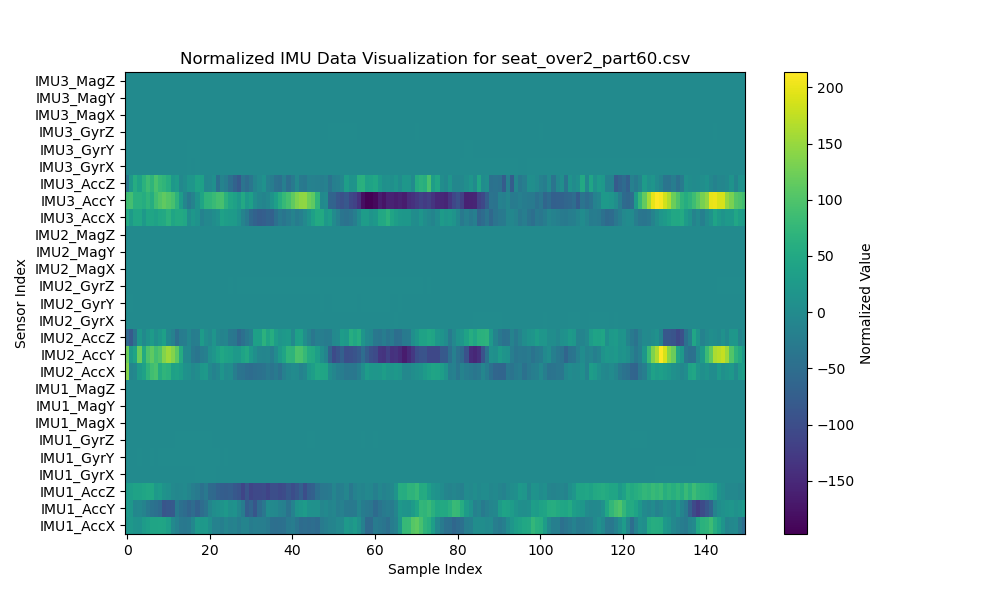 Normalized IMU Data Visualization for seat_over2_part60.csv
Sensor Index
IMU3_MagZ
IMU3_MagY
IMU3_MagX
IMU3_GyrZ
IMU3_GyrY
IMU3_GyrX
IMU3_AccZ
IMU3_AccY
IMU3_AccX
IMU2_MagZ
IMU2_MagY
IMU2_MagX
IMU2_GyrZ
IMU2_GyrY
IMU2_GyrX
IMU2_AccZ
IMU2_AccY
IMU2_AccX
IMU1_MagZ
IMU1_MagY
IMU1_MagX
IMU1_GyrZ
IMU1_GyrY
IMU1_GyrX
IMU1_AccZ
IMU1_AccY
IMU1_AccX
0 20 40 60 80 100 120 140
Sample Index
200
150
100
50
0
−50
−100
−150
Normalized Value